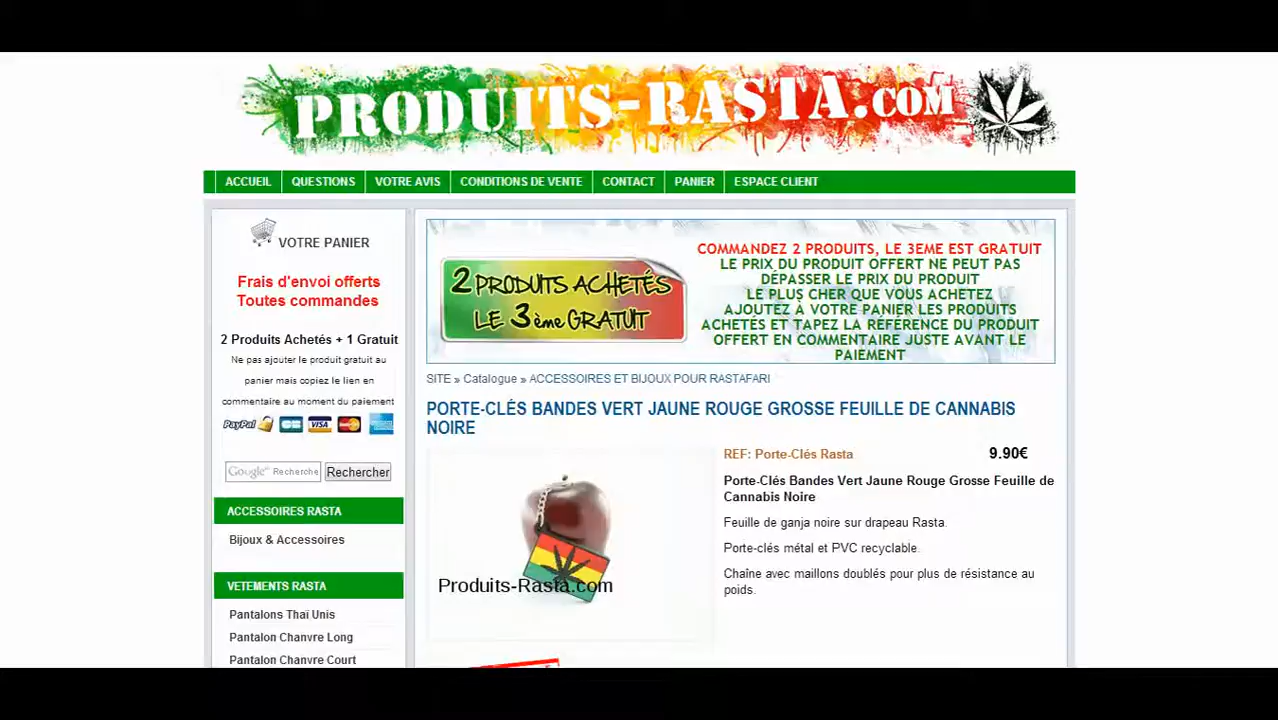 PRODUITS-RASTA.COM
ACCUEIL
QUESTIONS
VOTRE AVIS
CONDITIONS DE VENTE
CONTACT
PANIER
ESPACE CLIENT
VOTRE PANIER
Frais d'envoi offerts
Toutes commandes
2 Produits Achetés + 1 Gratuit
Ne pas ajouter le produit gratuit au
panier mais copiez le lien en
commentaire au moment du paiement
PayPal CB VISA MasterCard
Google Recherche
Rechercher
ACCESSOIRES RASTA
Bijoux & Accessoires
VETEMENTS RASTA
Pantalons Thaï Unis
Pantalon Chanvre Long
Pantalon Chanvre Court
2 PRODUITS ACHETÉS
LE 3ème GRATUIT
COMMANDEZ 2 PRODUITS, LE 3EME EST GRATUIT
LE PRIX DU PRODUIT OFFERT NE PEUT PAS
DÉPASSER LE PRIX DU PRODUIT
LE PLUS CHER QUE VOUS ACHETEZ
AJOUTEZ À VOTRE PANIER LES PRODUITS
ACHETÉS ET TAPEZ LA RÉFÉRENCE DU PRODUIT
OFFERT EN COMMENTAIRE JUSTE AVANT LE
PAIEMENT
SITE » Catalogue » ACCESSOIRES ET BIJOUX POUR RASTAFARI
PORTE-CLÉS BANDES VERT JAUNE ROUGE GROSSE FEUILLE DE CANNABIS
NOIRE
Produits-Rasta.com
REF: Porte-Clés Rasta
9.90€
Porte-Clés Bandes Vert Jaune Rouge Grosse Feuille de
Cannabis Noire
Feuille de ganja noire sur drapeau Rasta.
Porte-clés métal et PVC recyclable.
Chaîne avec maillons doublés pour plus de résistance au
poids.